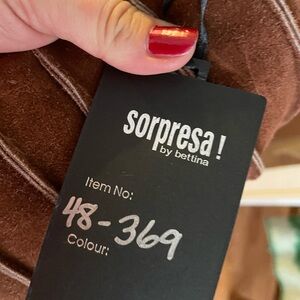 sorpresa!
by bettina
Item No:
48-369
Colour: